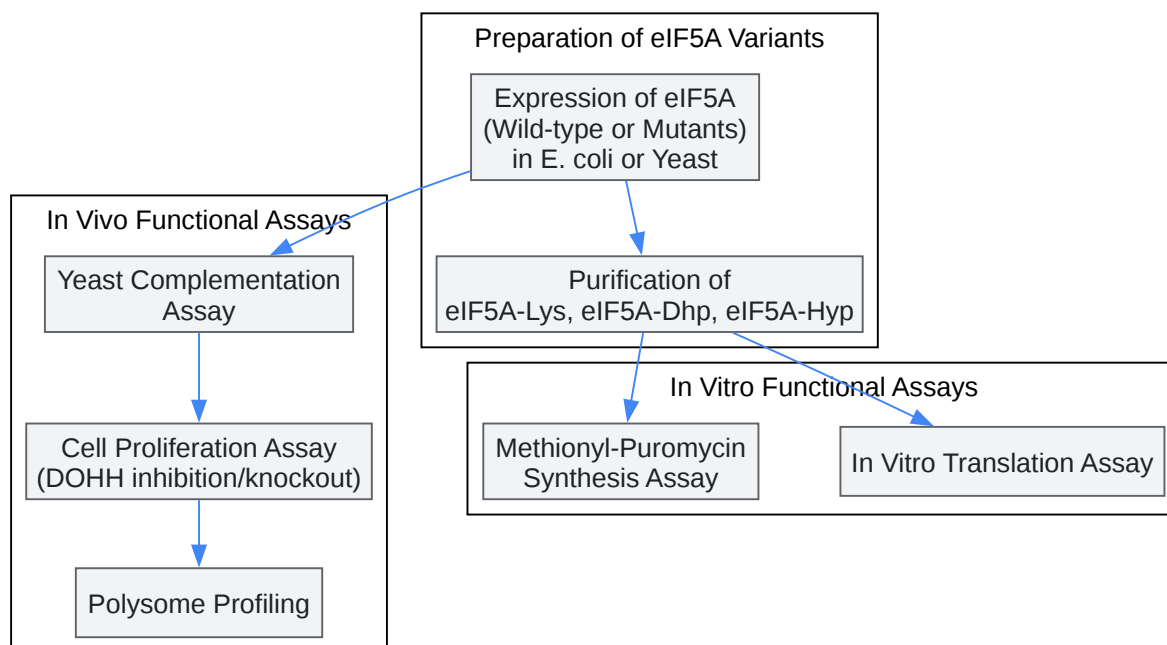 Preparation of eIF5A Variants
Expression of eIF5A
(Wild-type or Mutants)
in E. coli or Yeast
In Vivo Functional Assays
Yeast Complementation
Assay
Purification of
eIF5A-Lys, eIF5A-Dhp, eIF5A-Hyp
In Vitro Functional Assays
Cell Proliferation Assay
(DOHH inhibition/knockout)
Methionyl-Puromycin
Synthesis Assay
In Vitro Translation Assay
Polysome Profiling